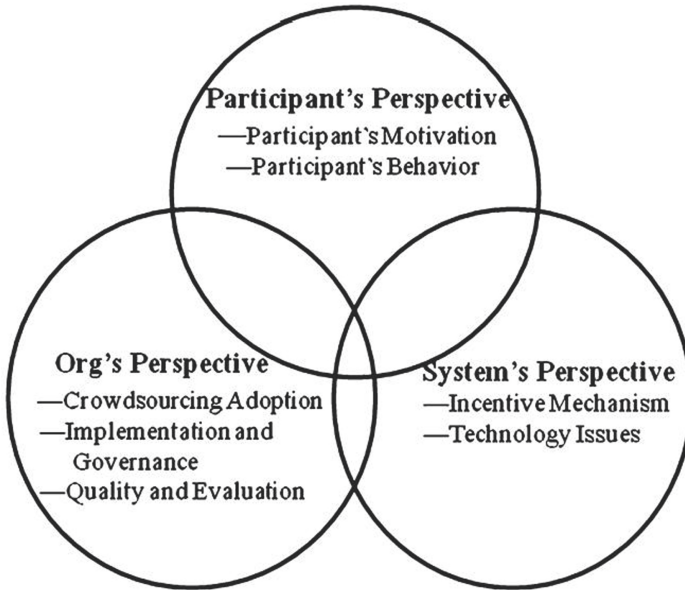 Participant's Perspective
—Participant`s Motivation
—Participant`s Behavior
Org's Perspective
—Crowdsourcing Adoption
—Implementation and
Governance
—Quality and Evaluation
System's Perspective
—Incentive Mechanism
—Technology Issues